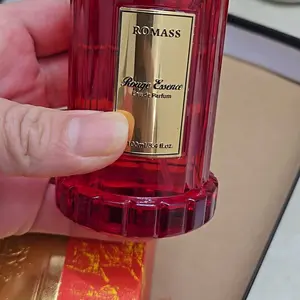 ROMASS
Rouge Essence
Eau de Parfum
100ml/3.4 fl.oz.